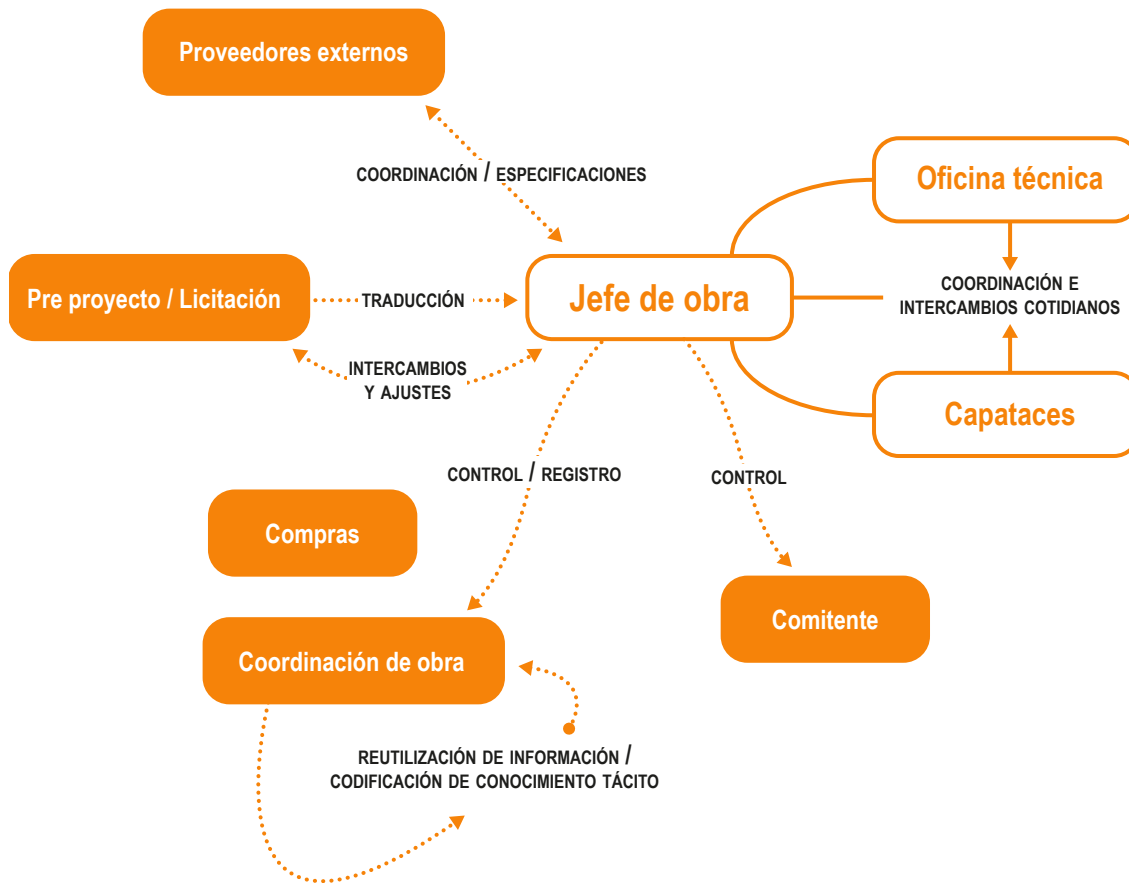 Proveedores externos
COORDINACIÓN / ESPECIFICACIONES
Oficina técnica
Pre proyecto / Licitación
TRADUCCIÓN
Jefe de obra
COORDINACIÓN E
INTERCAMBIOS COTIDIANOS
INTERCAMBIOS
Y AJUSTES
Capataces
CONTROL / REGISTRO
CONTROL
Compras
Comitente
Coordinación de obra
REUTILIZACIÓN DE INFORMACIÓN /
CODIFICACIÓN DE CONOCIMIENTO TÁCITO